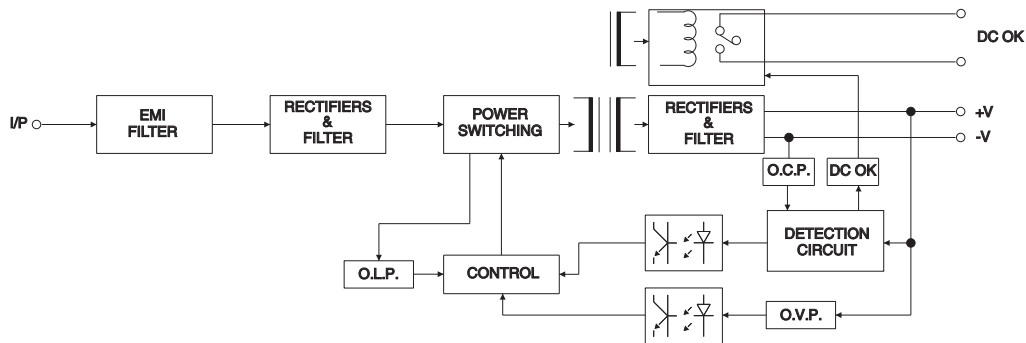 DC OK
I/P
EMI
FILTER
RECTIFIERS
&
FILTER
POWER
SWITCHING
RECTIFIERS
&
FILTER
+V
-V
O.C.P.
DC OK
DETECTION
CIRCUIT
O.L.P.
CONTROL
O.V.P.